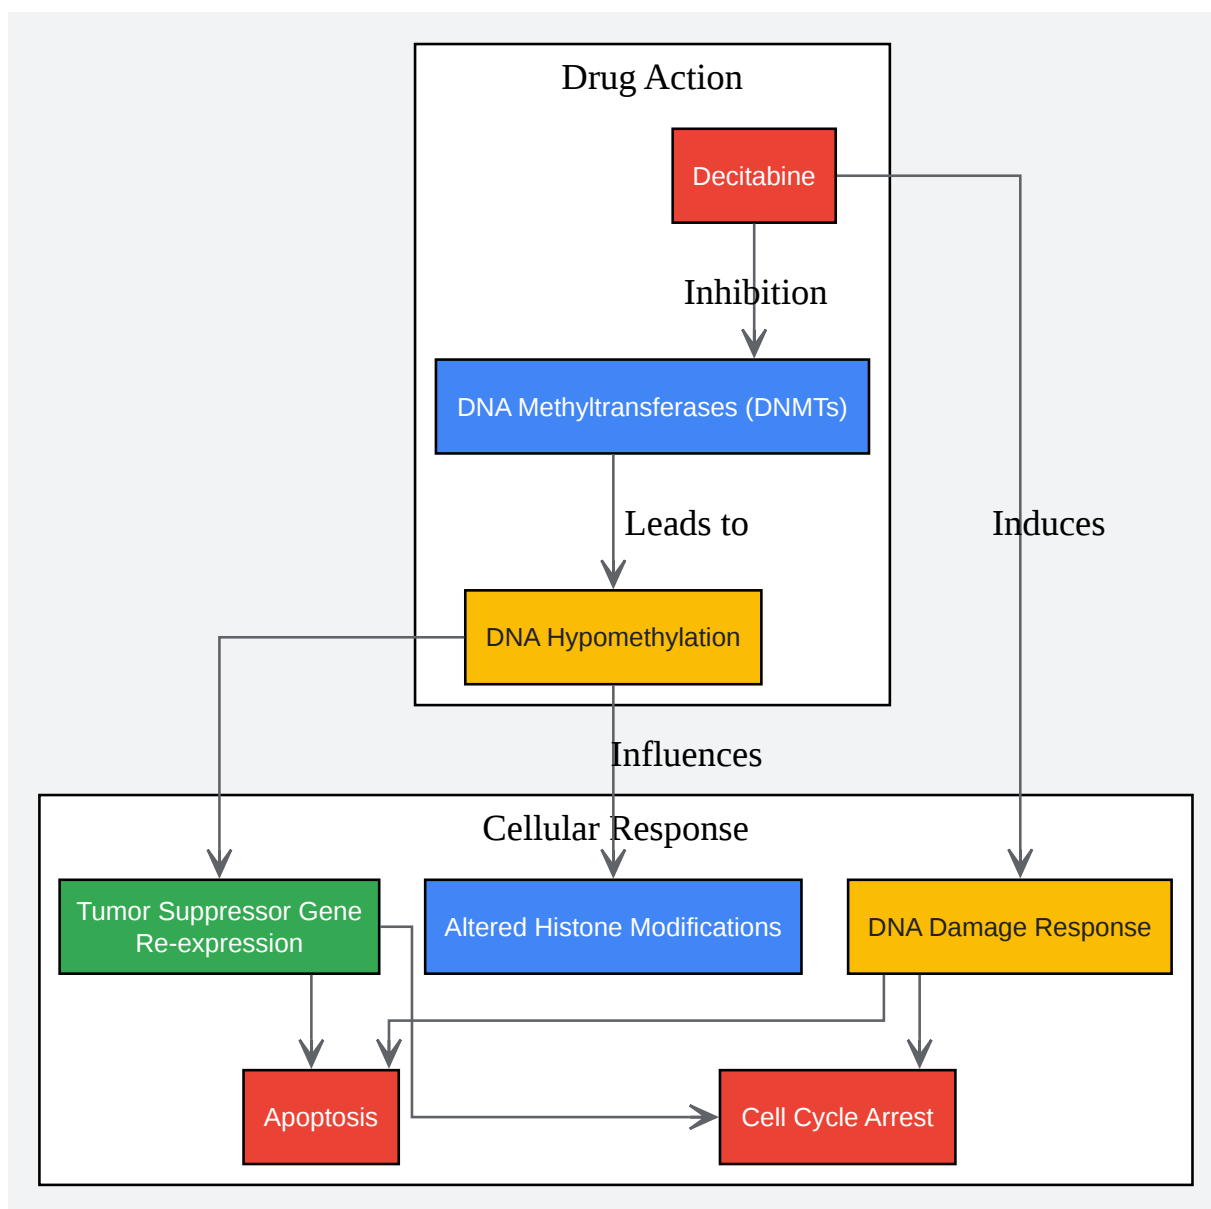 Drug Action
Decitabine
Inhibition
DNA Methyltransferases (DNMTs)
Leads to
Induces
DNA Hypomethylation
Influences
Cellular Response
Tumor Suppressor Gene
Re-expression
Altered Histone Modifications
DNA Damage Response
Apoptosis
Cell Cycle Arrest